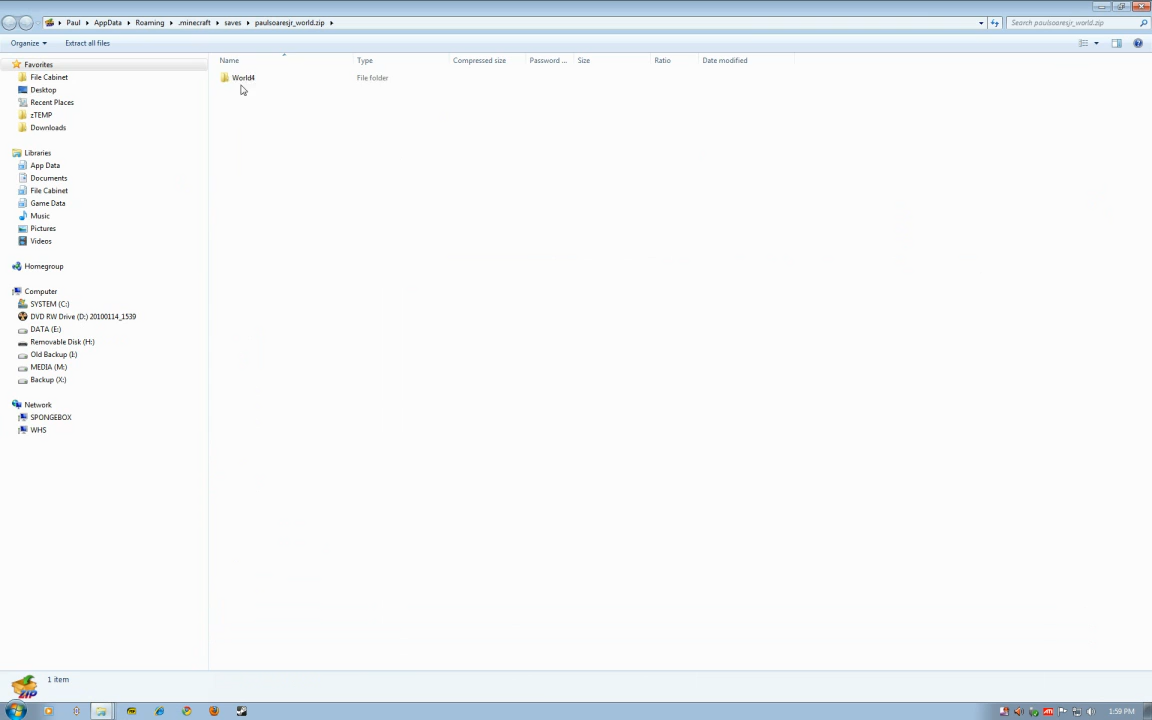 Paul AppData Roaming .minecraft saves paulsoaresjr_world.zip
Search paulsoaresjr_world.zip
Organize Extract all files
Name Type Compressed size Password ... Size Ratio Date modified
World4 File folder
Favorites
File Cabinet
Desktop
Recent Places
zTEMP
Downloads
Libraries
App Data
Documents
File Cabinet
Game Data
Music
Pictures
Videos
Homegroup
Computer
SYSTEM (C:)
DVD RW Drive (D:) 20100114_1539
DATA (E:)
Removable Disk (H:)
Old Backup (I:)
MEDIA (M:)
Backup (X:)
Network
SPONGEBOX
WHS
1 item
ZIP
1:59 PM